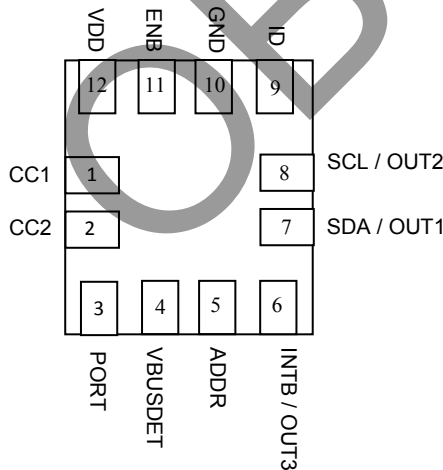 VDD ENB GND ID
12 11 10 9
CC1 1 8 SCL / OUT2
CC2 2 7 SDA / OUT1
3 4 5 6
PORT VBUSDET ADDR INTB / OUT3